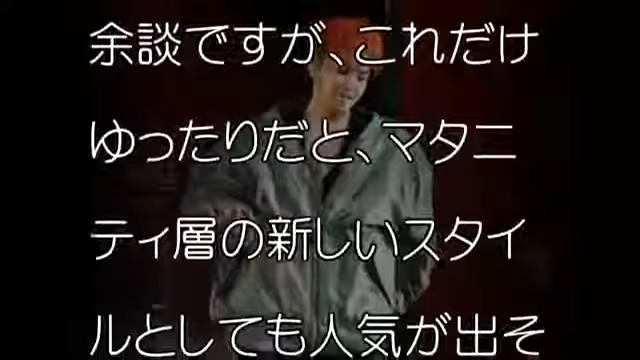 余談ですが、これだけ
ゆったりだと、マタニ
ティ層の新しいスタイ
ルとしても人気が出そ